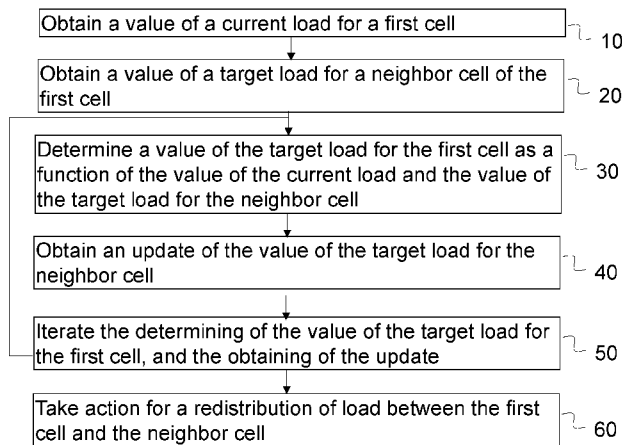 Obtain a value of a current load for a first cell
10
Obtain a value of a target load for a neighbor cell of the
first cell
20
Determine a value of the target load for the first cell as a
function of the value of the current load and the value of
the target load for the neighbor cell
30
Obtain an update of the value of the target load for the
neighbor cell
40
Iterate the determining of the value of the target load for
the first cell, and the obtaining of the update
50
Take action for a redistribution of load between the first
cell and the neighbor cell
60